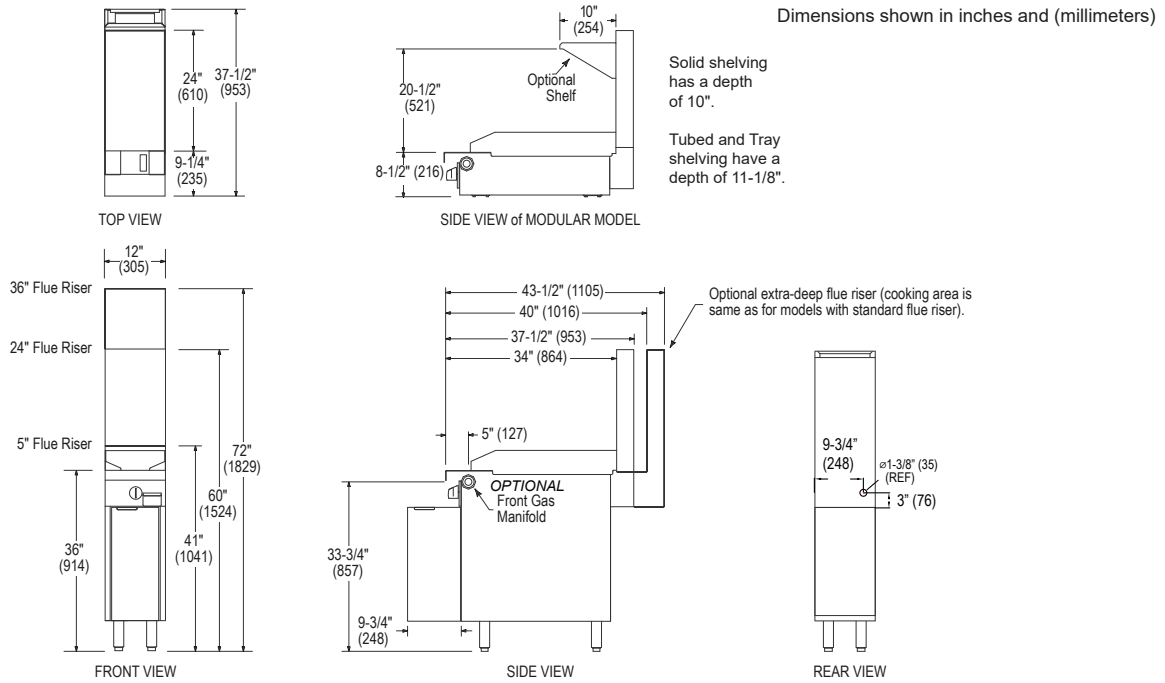 Dimensions shown in inches and (millimeters)
24"
(610)
37-1/2"
(953)
9-1/4"
(235)
TOP VIEW
10"
(254)
Optional
Shelf
20-1/2"
(521)
8-1/2" (216)
SIDE VIEW of MODULAR MODEL
Solid shelving
has a depth
of 10".
Tubed and Tray
shelving have a
depth of 11-1/8".
12"
(305)
36" Flue Riser
24" Flue Riser
5" Flue Riser
72"
(1829)
60"
(1524)
41"
(1041)
36"
(914)
FRONT VIEW
43-1/2" (1105)
40" (1016)
37-1/2" (953)
34" (864)
Optional extra-deep flue riser (cooking area is
same as for models with standard flue riser).
5" (127)
OPTIONAL
Front Gas
Manifold
33-3/4"
(857)
9-3/4"
(248)
SIDE VIEW
9-3/4"
(248)
⌀1-3/8" (35)
(REF)
3" (76)
REAR VIEW